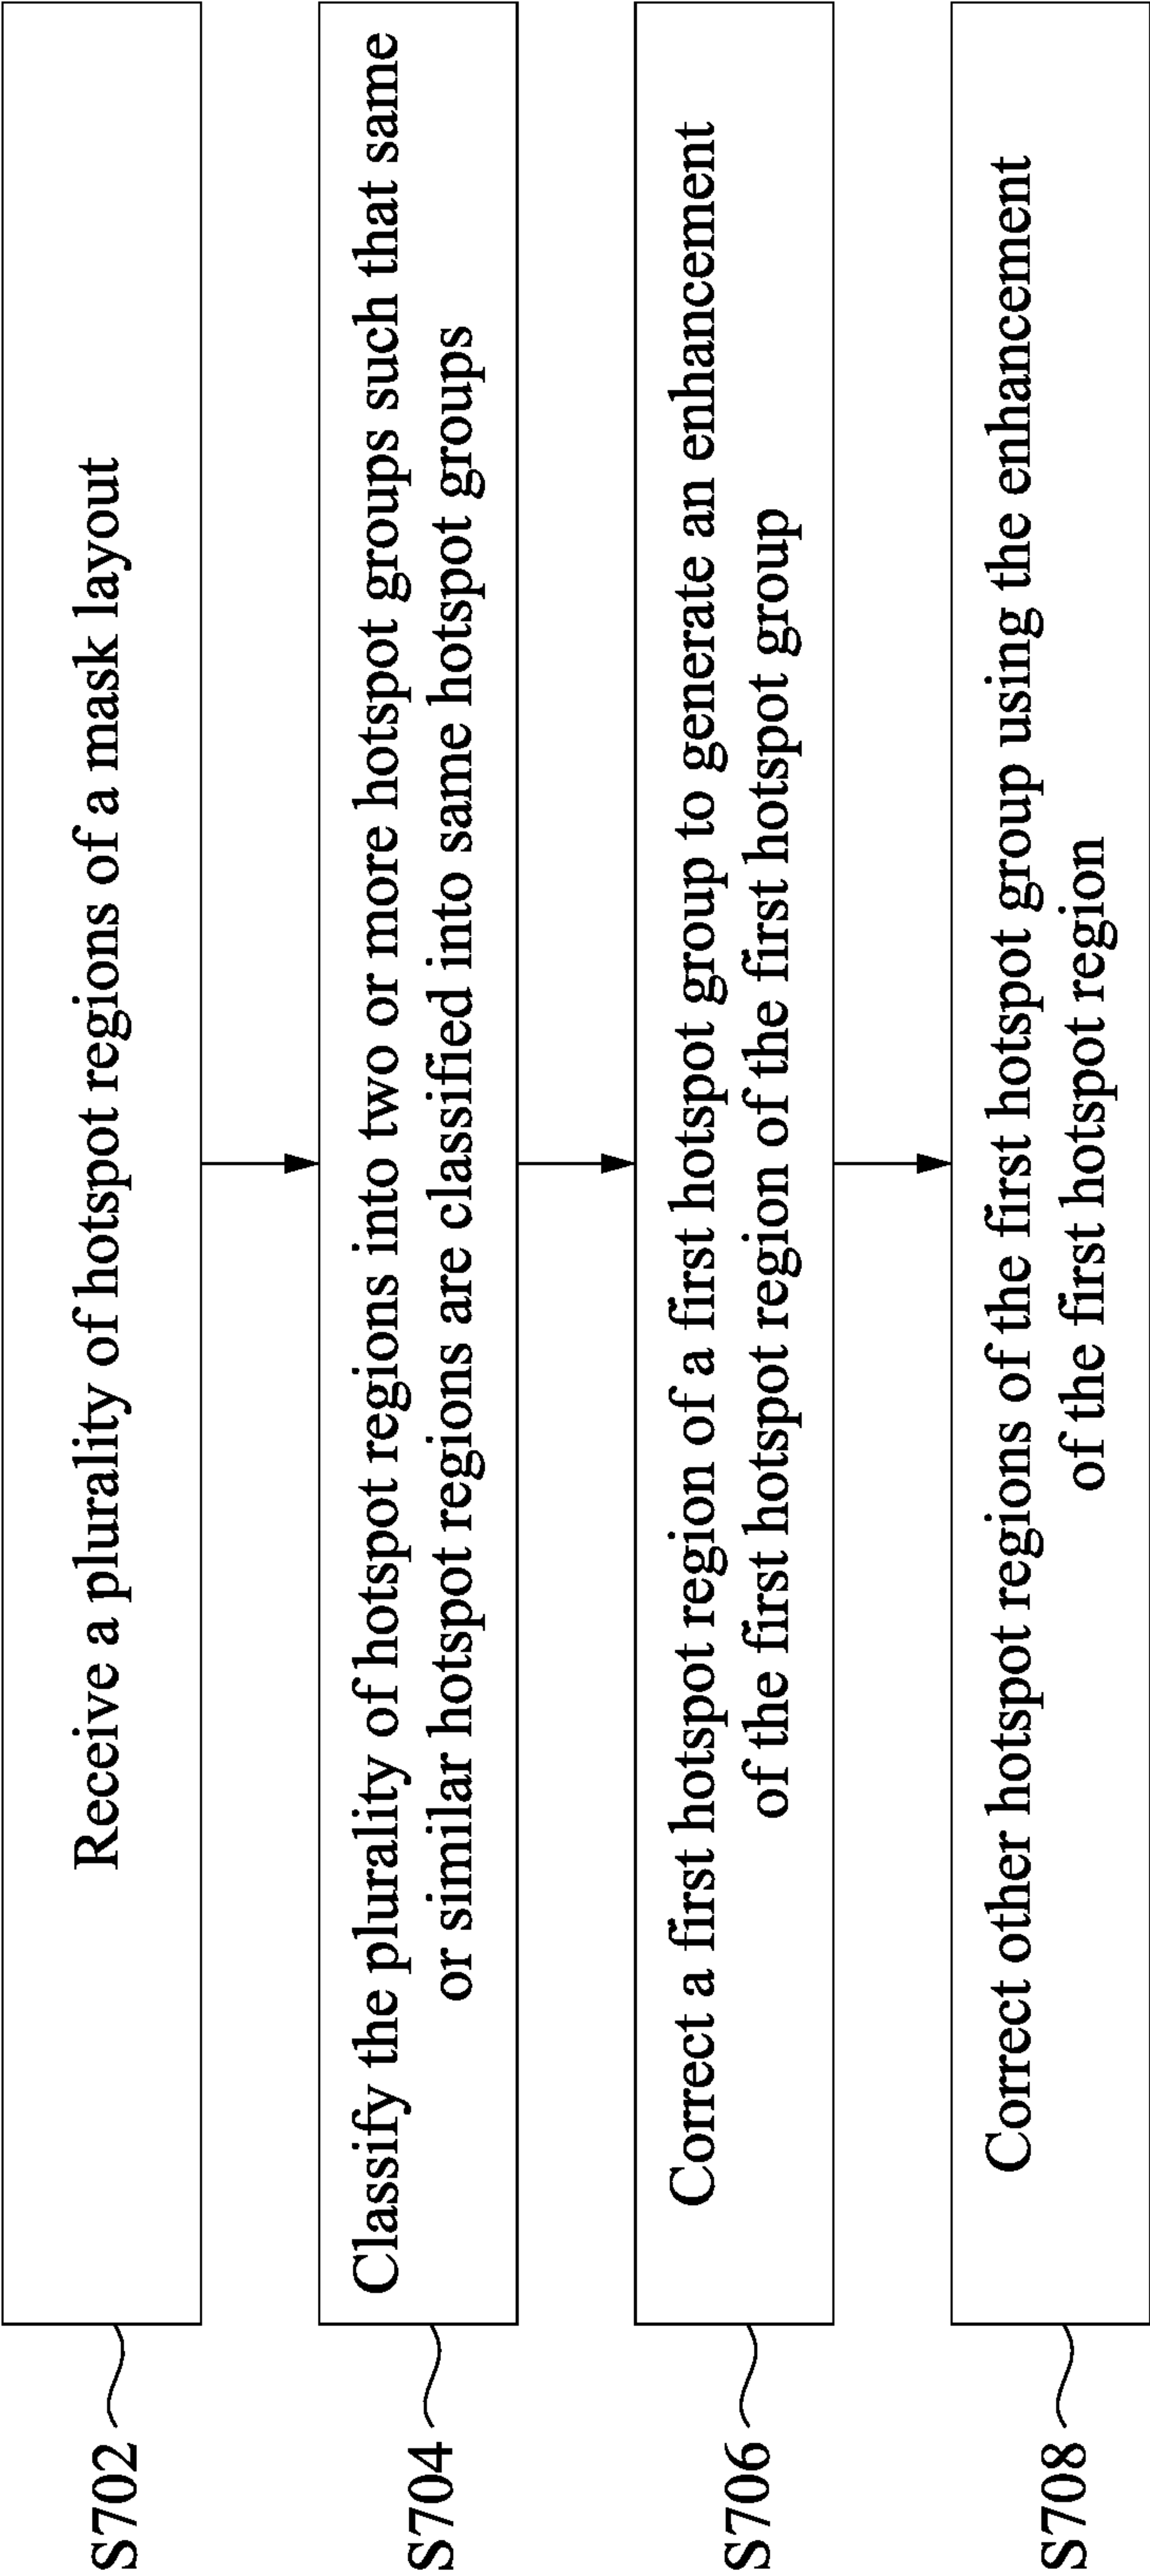 S702
Receive a plurality of hotspot regions of a mask layout
S704
Classify the plurality of hotspot regions into two or more hotspot groups such that same
or similar hotspot regions are classified into same hotspot groups
S706
Correct a first hotspot region of a first hotspot group to generate an enhancement
of the first hotspot region of the first hotspot group
S708
Correct other hotspot regions of the first hotspot group using the enhancement
of the first hotspot region